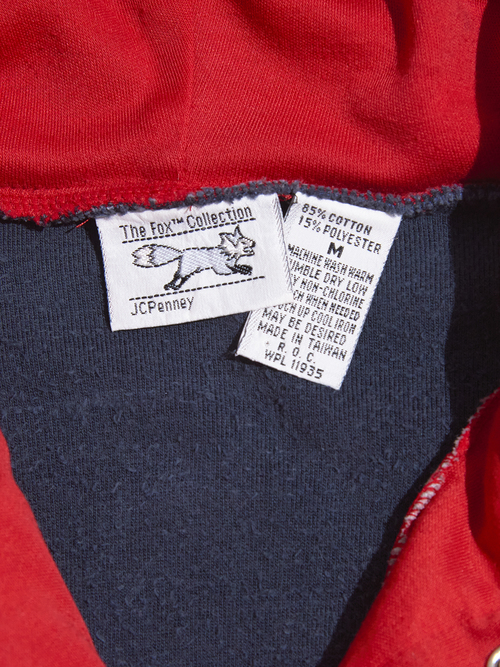 The Fox™ Collection
JCPenney
85% COTTON
15% POLYESTER
M
MACHINE WASH WARM
TUMBLE DRY LOW
NON-CHLORINE
WHEN NEEDED
UP COOL IRON
MAY BE DESIRED
MADE IN TAIWAN
R. O. C.
WPL 11935